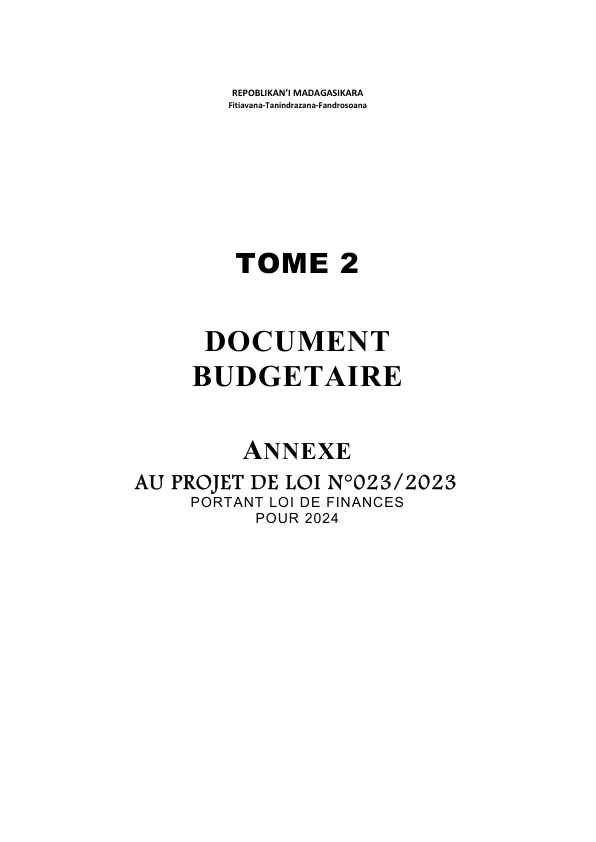 REPOBLIKAN'I MADAGASIKARA
Fitiavana-Tanindrazana-Fandrosoana
TOME 2
DOCUMENT
BUDGETAIRE
ANNEXE
AU PROJET DE LOI N°023/2023
PORTANT LOI DE FINANCES
POUR 2024